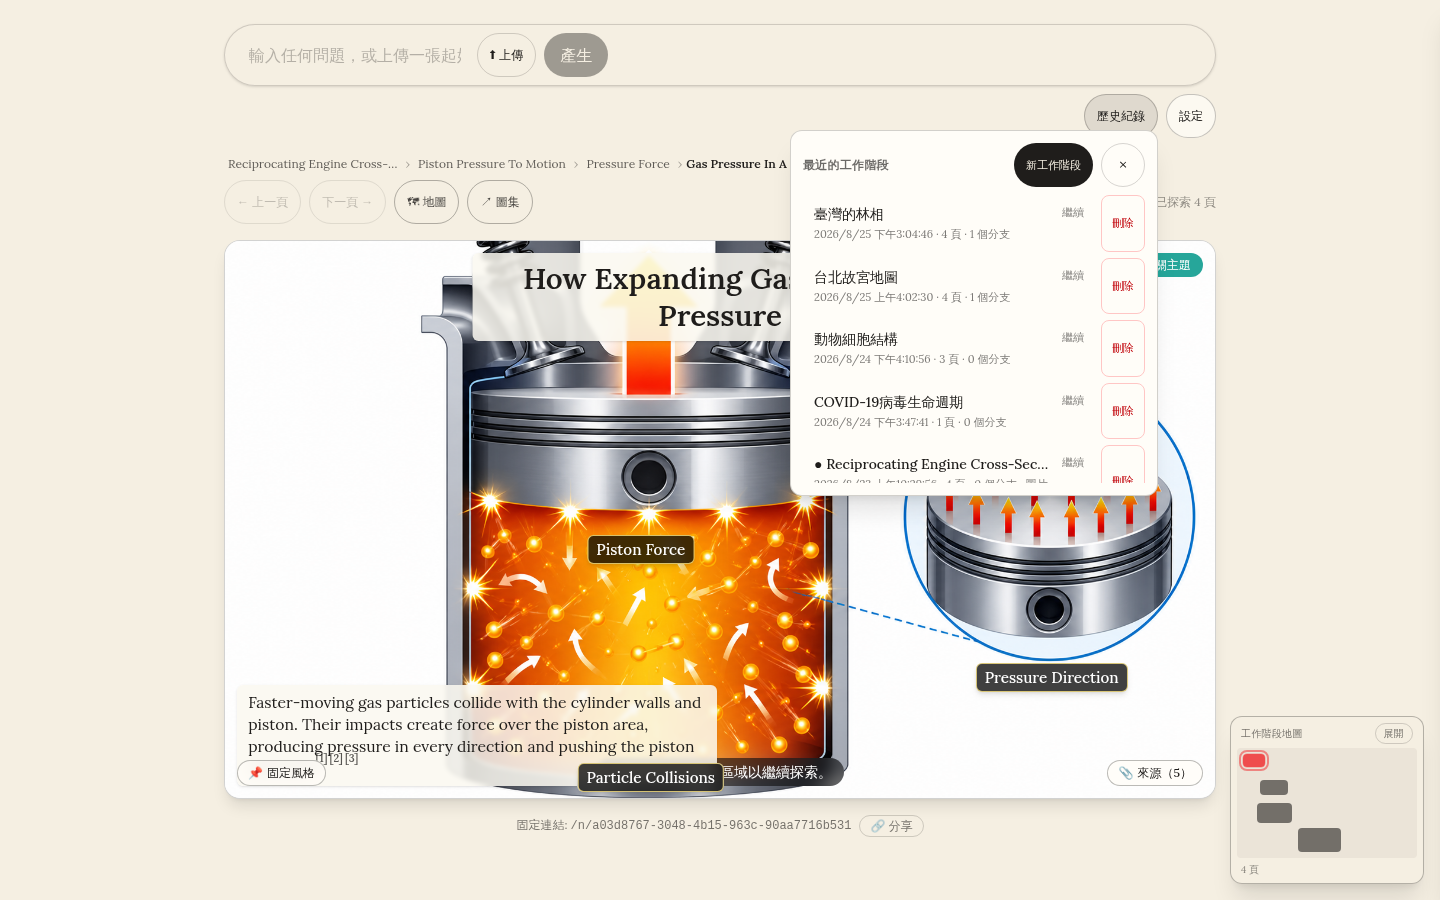 輸入任何問題，或上傳一張起
⬆上傳
產生
歷史紀錄
設定
Reciprocating Engine Cross-… › Piston Pressure To Motion › Pressure Force › Gas Pressure In A
← 上一頁
下一頁 →
🗺 地圖
↗ 圖集
已探索 4 頁
最近的工作階段
新工作階段
×
臺灣的林相
繼續
2026/8/25 下午3:04:46 · 4 頁 · 1 個分支
刪除
台北故宮地圖
繼續
2026/8/25 上午4:02:30 · 4 頁 · 1 個分支
刪除
動物細胞結構
繼續
2026/8/24 下午4:10:56 · 3 頁 · 0 個分支
刪除
COVID-19病毒生命週期
繼續
2026/8/24 下午3:47:41 · 1 頁 · 0 個分支
刪除
● Reciprocating Engine Cross-Sec…
繼續
刪除
How Expanding Gas
Pressure
關主題
Piston Force
Pressure Direction
Faster-moving gas particles collide with the cylinder walls and
piston. Their impacts create force over the piston area,
producing pressure in every direction and pushing the piston
[1][2][3]
📌 固定風格
Particle Collisions
區域以繼續探索。
📎 來源（5）
固定連結: /n/a03d8767-3048-4b15-963c-90aa7716b531
🔗 分享
工作階段地圖
展開
4 頁